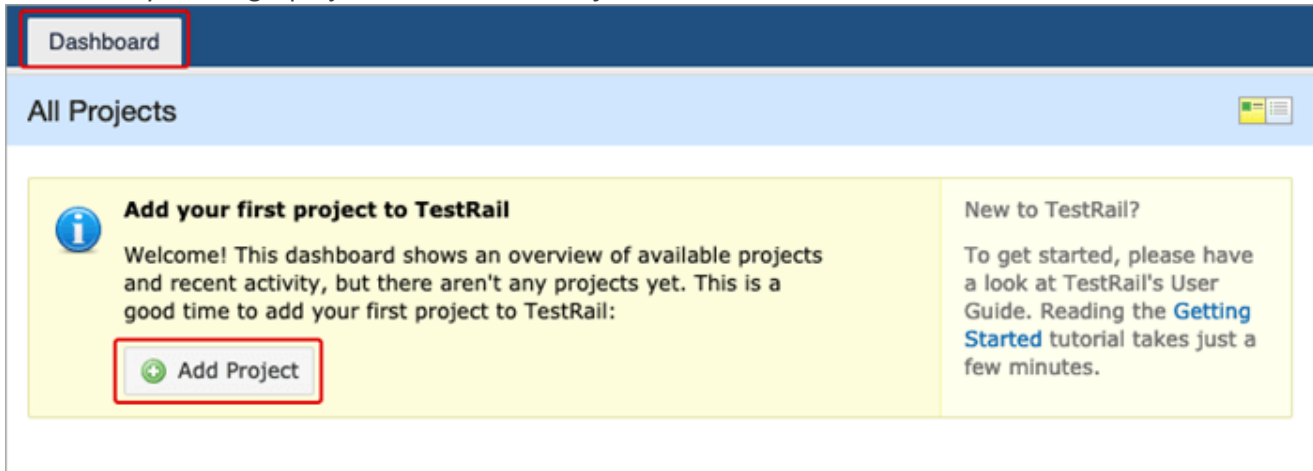 Dashboard
All Projects
Add your first project to TestRail
Welcome! This dashboard shows an overview of available projects
and recent activity, but there aren't any projects yet. This is a
good time to add your first project to TestRail:
Add Project
New to TestRail?
To get started, please have
a look at TestRail's User
Guide. Reading the Getting
Started tutorial takes just a
few minutes.